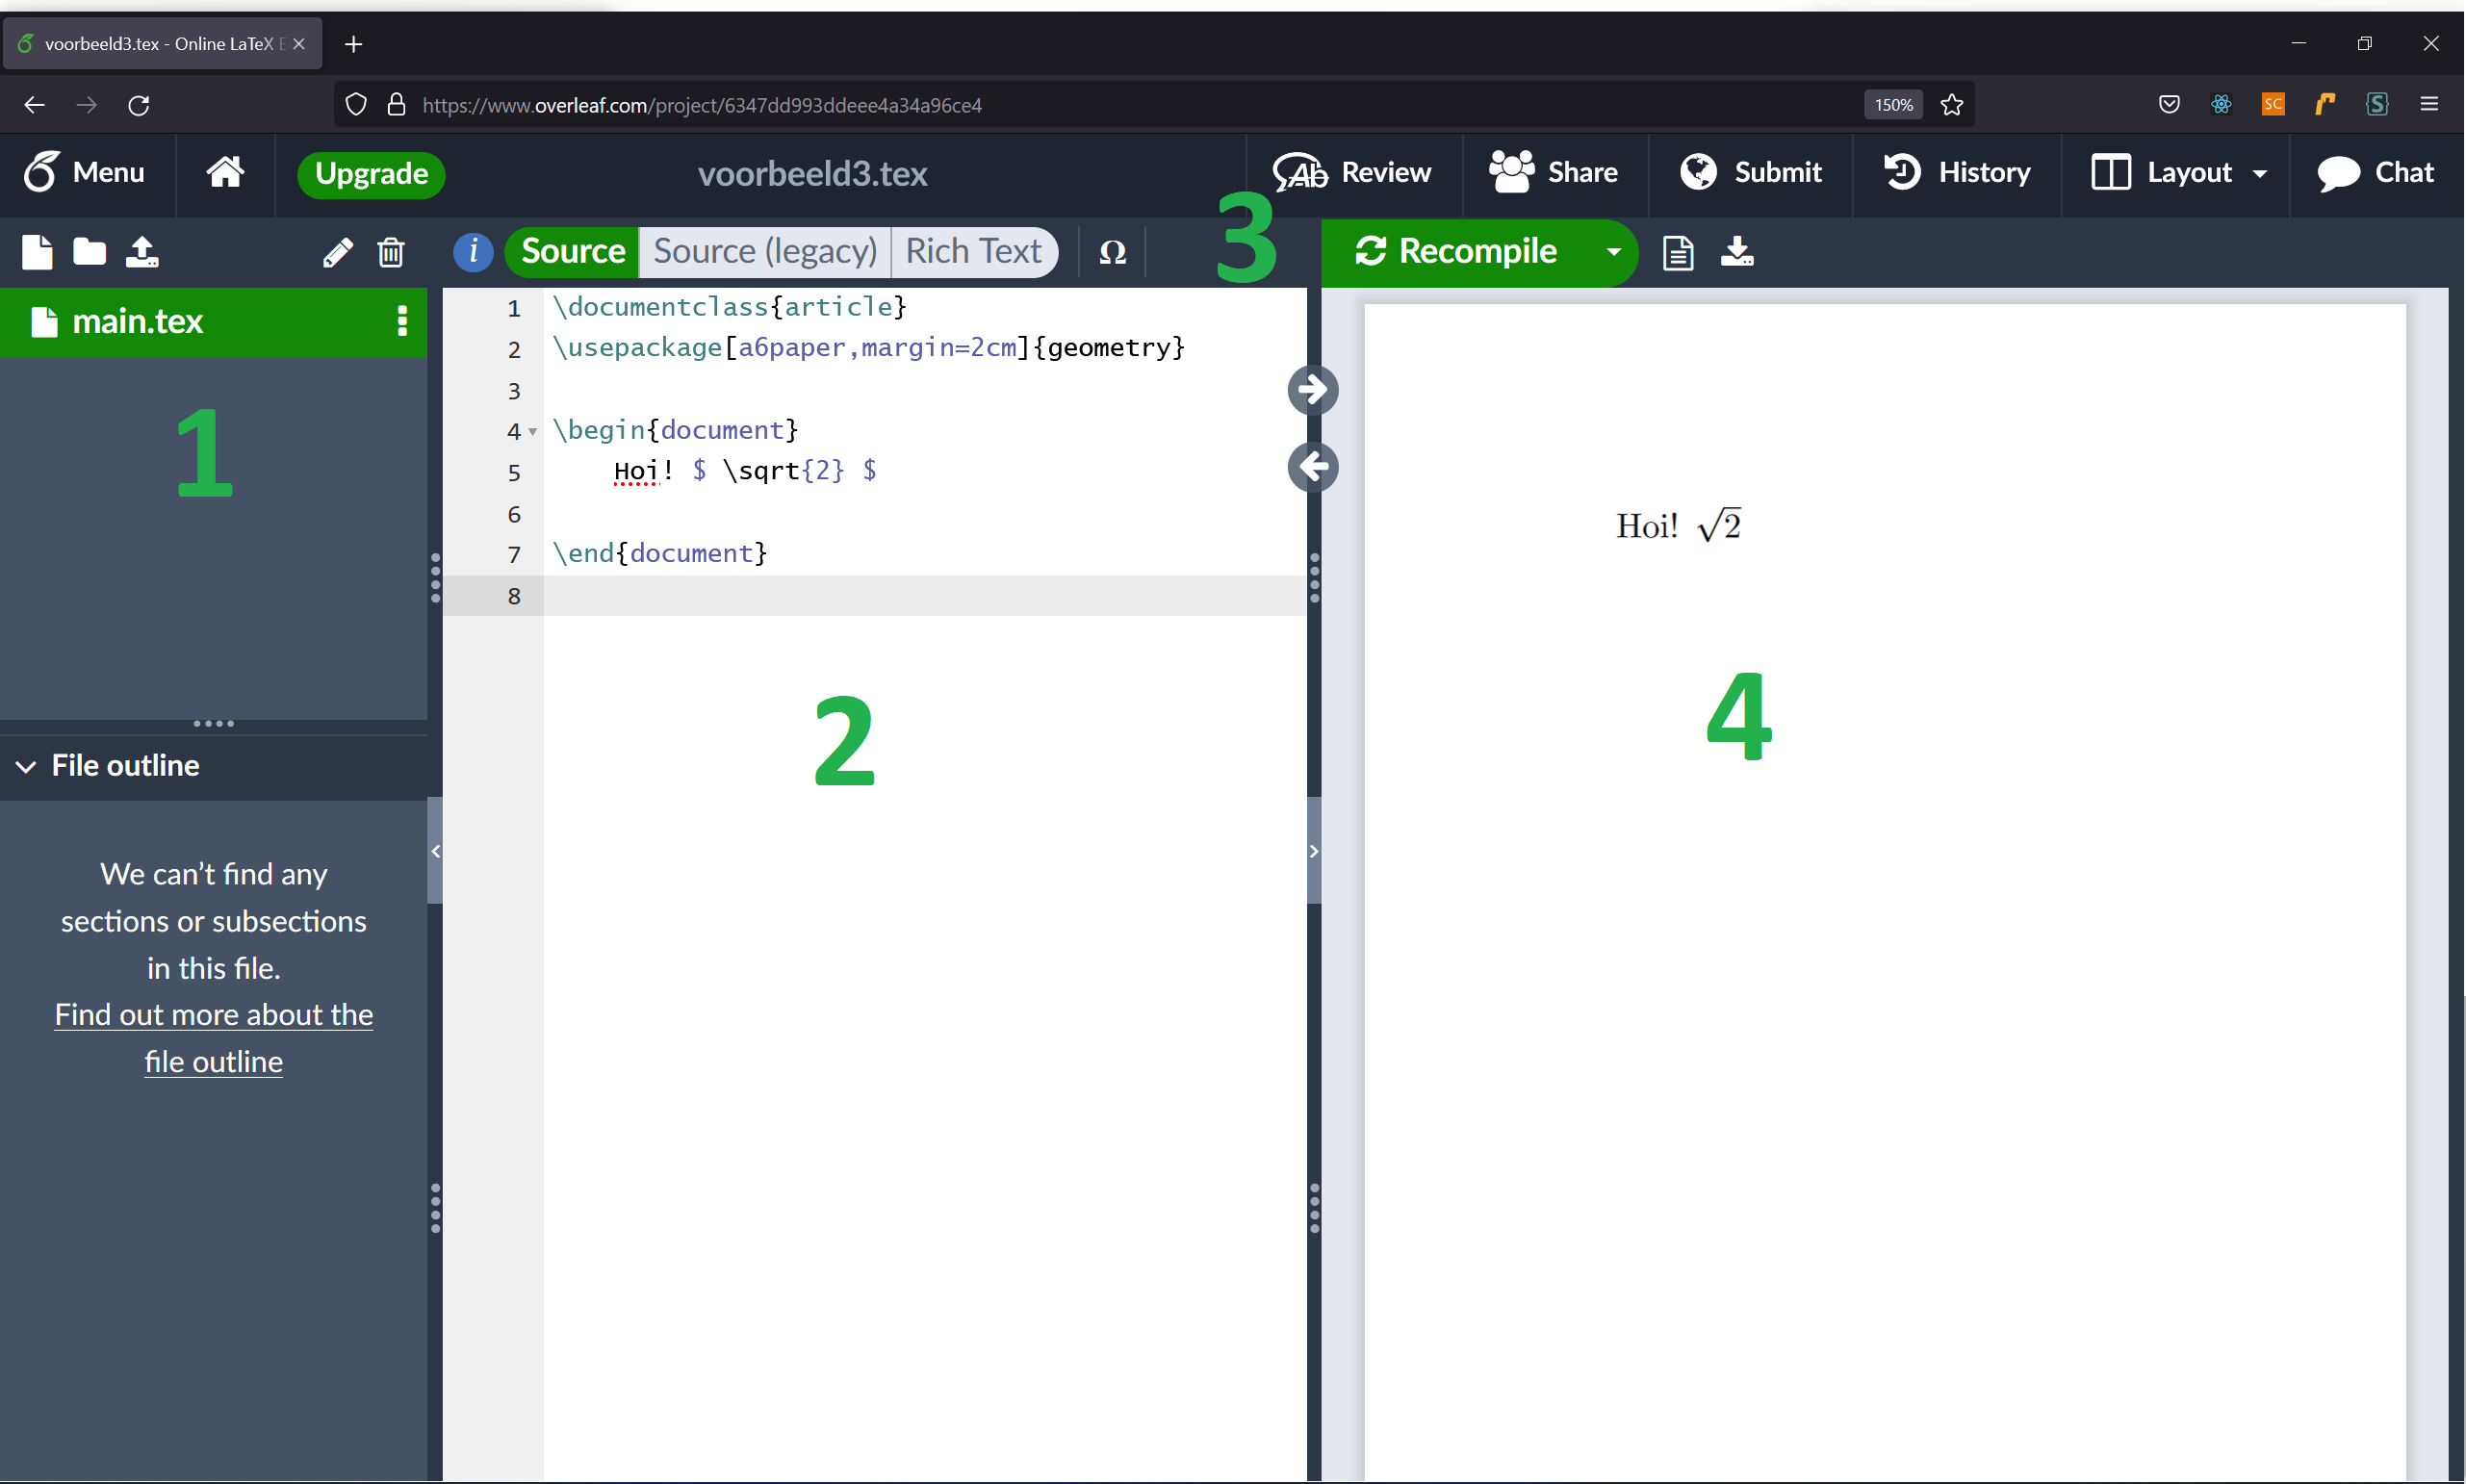 voorbeeld3.tex - Online LaTeX E
https://www.overleaf.com/project/6347dd993ddeee4a34a96ce4
150%
SC
S
Menu
Upgrade
voorbeeld3.tex
Ab Review
Share
Submit
History
Layout
Chat
i
Source
Source (legacy)
Rich Text
Ω
3
Recompile
main.tex
1
File outline
We can’t find any
sections or subsections
in this file.
Find out more about the
file outline
1 \documentclass{article}
2 \usepackage[a6paper,margin=2cm]{geometry}
3
4 \begin{document}
5 Hoi! $ \sqrt{2} $
6
7 \end{document}
8
2
Hoi! √2
4